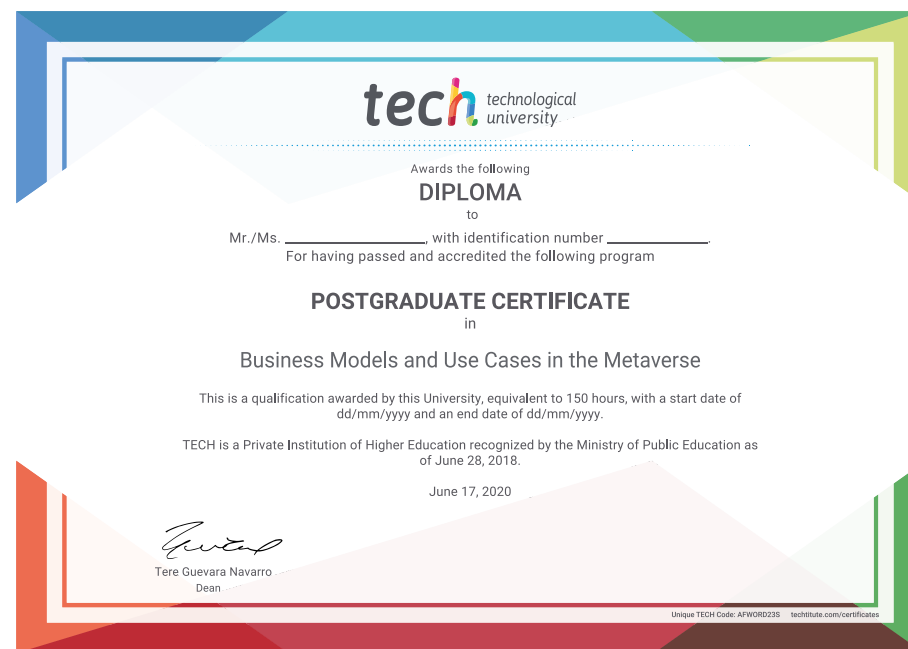 tech technological
university
Awards the following
DIPLOMA
to
Mr./Ms. ____________________, with identification number ______________.
For having passed and accredited the following program
POSTGRADUATE CERTIFICATE
in
Business Models and Use Cases in the Metaverse
This is a qualification awarded by this University, equivalent to 150 hours, with a start date of
dd/mm/yyyy and an end date of dd/mm/yyyy.
TECH is a Private Institution of Higher Education recognized by the Ministry of Public Education as
of June 28, 2018.
June 17, 2020
Tere Guevara Navarro
Dean
Unique TECH Code: AFWORD23S techtitute.com/certificates